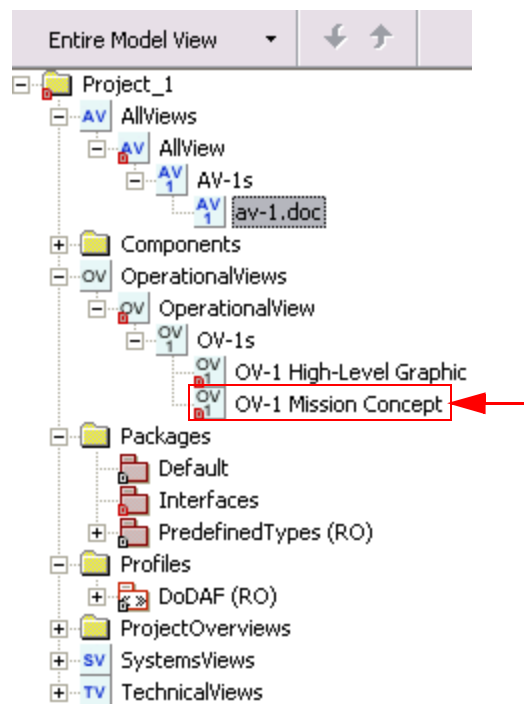 Entire Model View
Project_1
AV AllViews
AV AllView
AV 1 AV-1s
AV 1 av-1.doc
Components
OV OperationalViews
OV OperationalView
OV 1 OV-1s
OV 1 OV-1 High-Level Graphic
OV 1 OV-1 Mission Concept
Packages
Default
Interfaces
PredefinedTypes (RO)
Profiles
« » DoDAF (RO)
ProjectOverviews
SV SystemsViews
TV TechnicalViews